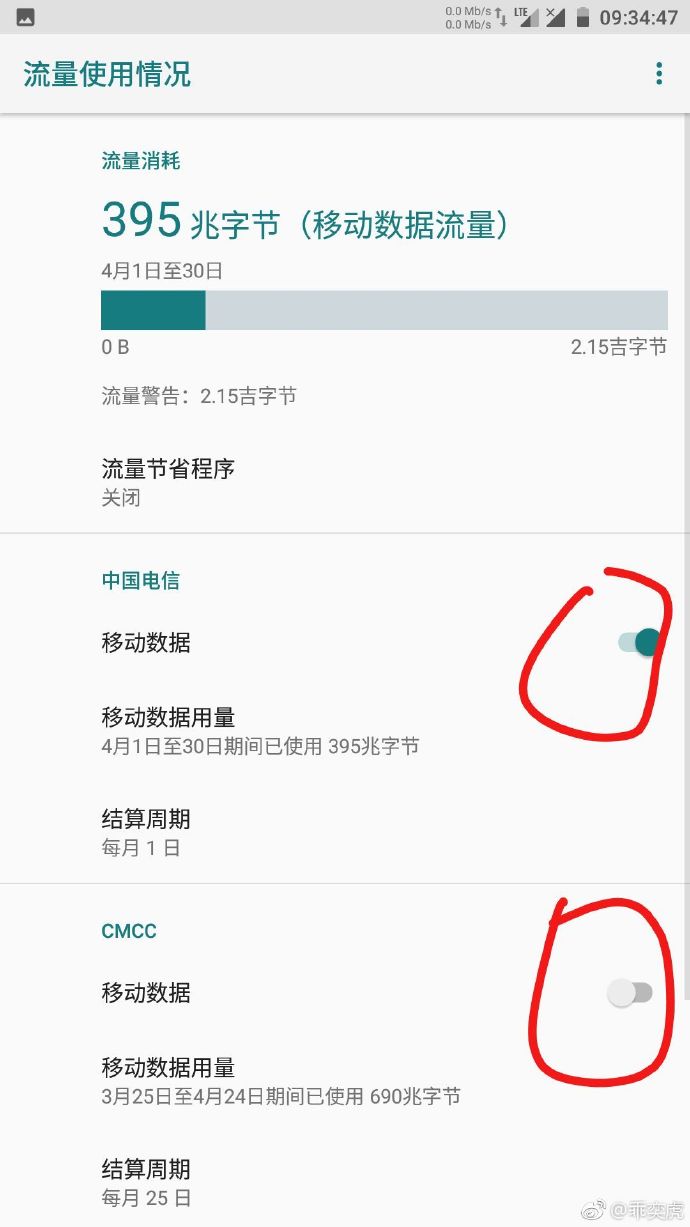 0.0 Mb/s
0.0 Mb/s
LTE
09:34:47
流量使用情况
流量消耗
395 兆字节（移动数据流量）
4月1日至30日
0 B
2.15吉字节
流量警告：2.15吉字节
流量节省程序
关闭
中国电信
移动数据
移动数据用量
4月1日至30日期间已使用 395兆字节
结算周期
每月 1 日
CMCC
移动数据
移动数据用量
3月25日至4月24日期间已使用 690兆字节
结算周期
每月 25 日
@乖奕虎